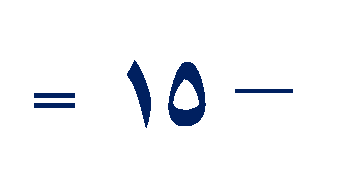 — ١٥ =